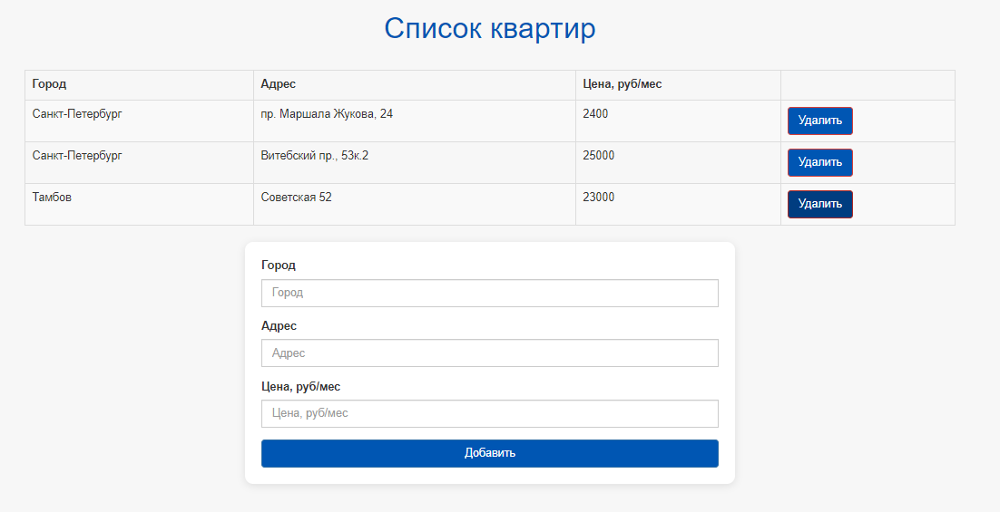 Список квартир
Город Адрес Цена, руб/мес
Санкт-Петербург пр. Маршала Жукова, 24 2400 Удалить
Санкт-Петербург Витебский пр., 53к.2 25000 Удалить
Тамбов Советская 52 23000 Удалить
Город
Город
Адрес
Адрес
Цена, руб/мес
Цена, руб/мес
Добавить